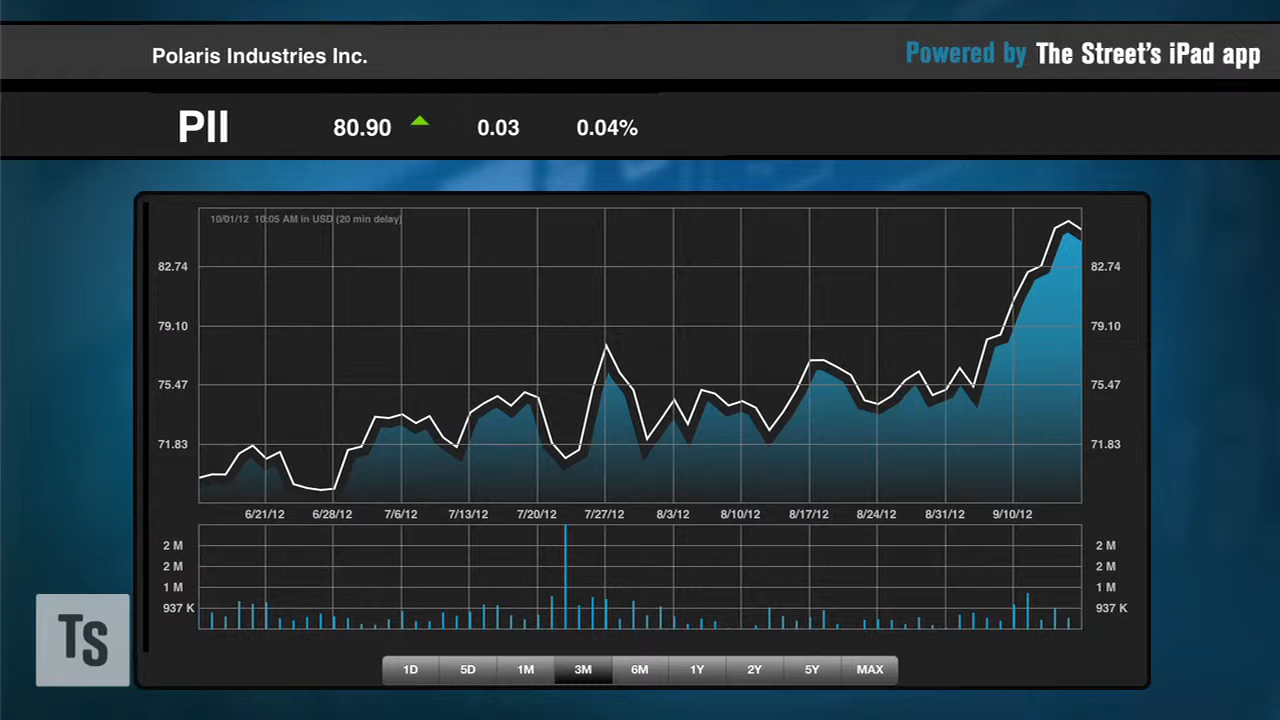 Polaris Industries Inc.
Powered by The Street's iPad app
PII 80.90 0.03 0.04%
10/01/12 10:05 AM in USD (20 min delay)
82.74 82.74
79.10 79.10
75.47 75.47
71.83 71.83
6/21/12 6/28/12 7/6/12 7/13/12 7/20/12 7/27/12 8/3/12 8/10/12 8/17/12 8/24/12 8/31/12 9/10/12
2 M 2 M
2 M 2 M
1 M 1 M
937 K 937 K
Ts
1D 5D 1M 3M 6M 1Y 2Y 5Y MAX